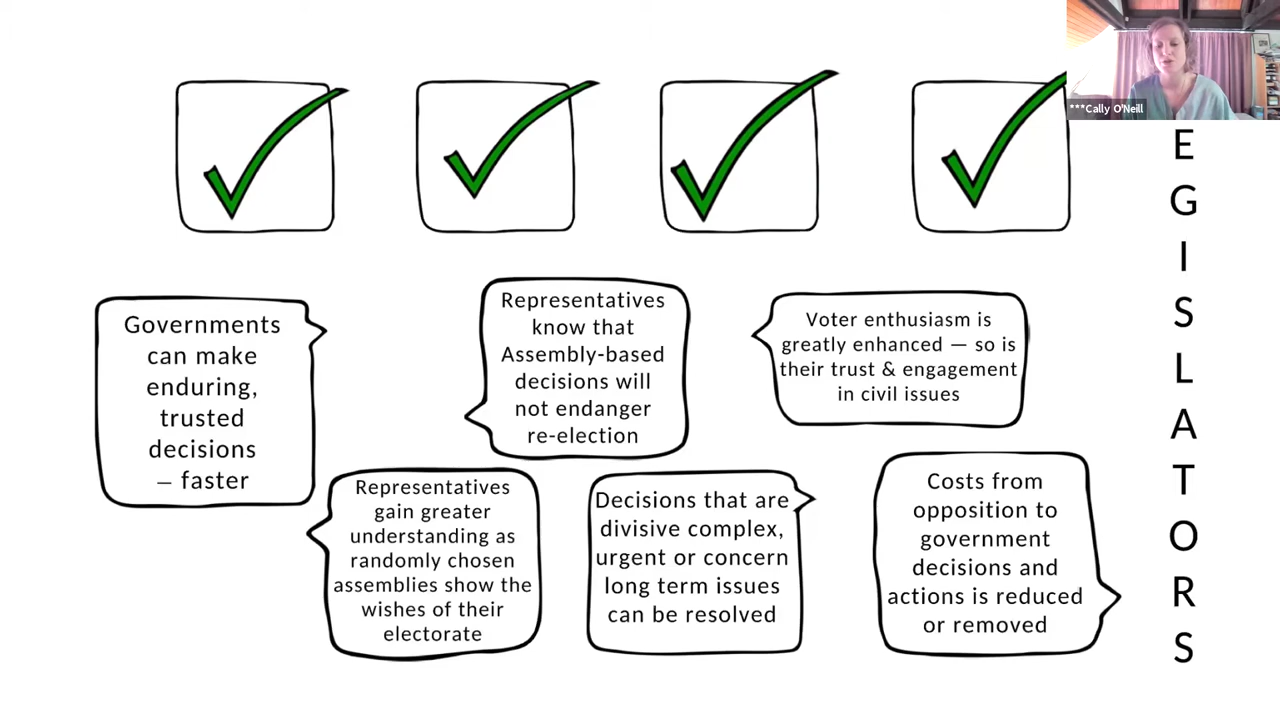 ***Cally O'Neill
Governments
can make
enduring,
trusted
decisions
– faster
Representatives
know that
Assembly-based
decisions will
not endanger
re-election
Voter enthusiasm is
greatly enhanced — so is
their trust & engagement
in civil issues
Representatives
gain greater
understanding as
randomly chosen
assemblies show the
wishes of their
electorate
Decisions that are
divisive complex,
urgent or concern
long term issues
can be resolved
Costs from
opposition to
government
decisions and
actions is reduced
or removed
E
G
I
S
L
A
T
O
R
S